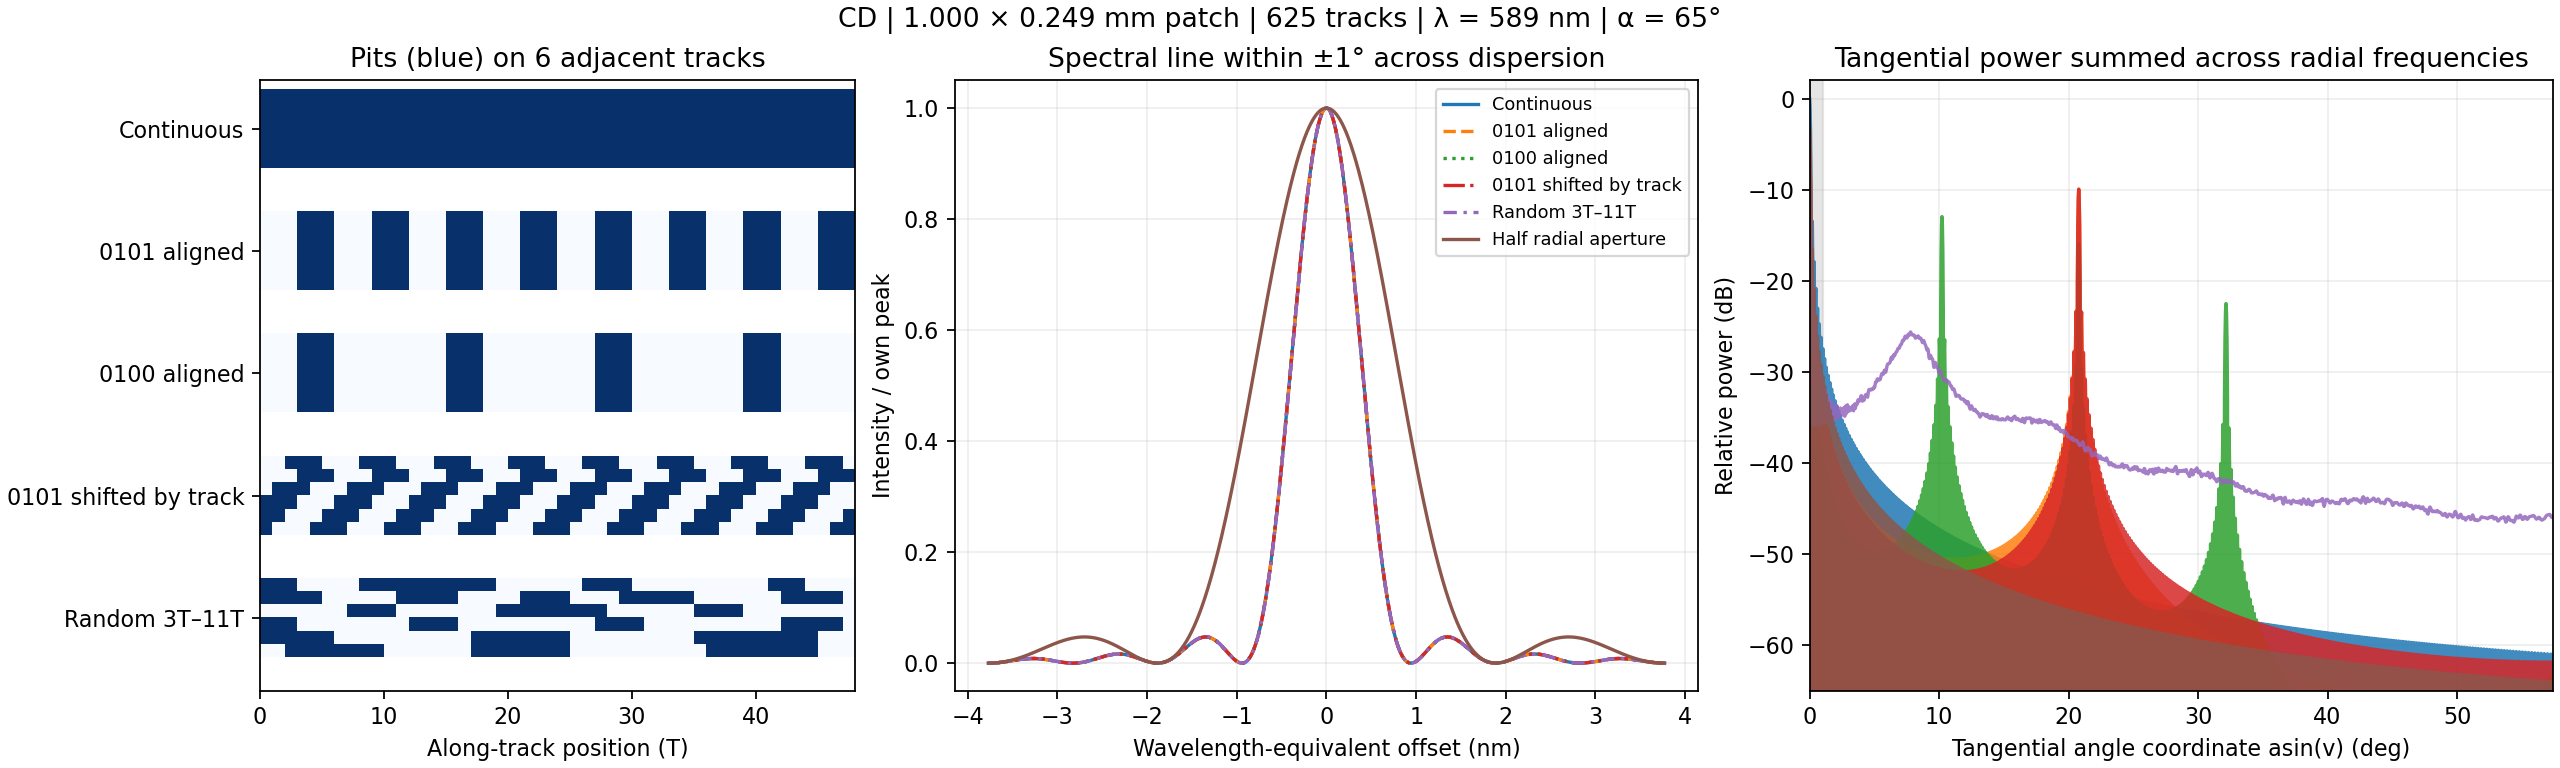 CD | 1.000 × 0.249 mm patch | 625 tracks | λ = 589 nm | α = 65°
Pits (blue) on 6 adjacent tracks
Continuous
0101 aligned
0100 aligned
0101 shifted by track
Random 3T–11T
0
10
20
30
40
Along-track position (T)
Spectral line within ±1° across dispersion
Intensity / own peak
1.0
0.8
0.6
0.4
0.2
0.0
Continuous
0101 aligned
0100 aligned
0101 shifted by track
Random 3T–11T
Half radial aperture
−4
−3
−2
−1
0
1
2
3
4
Wavelength-equivalent offset (nm)
Tangential power summed across radial frequencies
Relative power (dB)
0
−10
−20
−30
−40
−50
−60
0
10
20
30
40
50
Tangential angle coordinate asin(v) (deg)